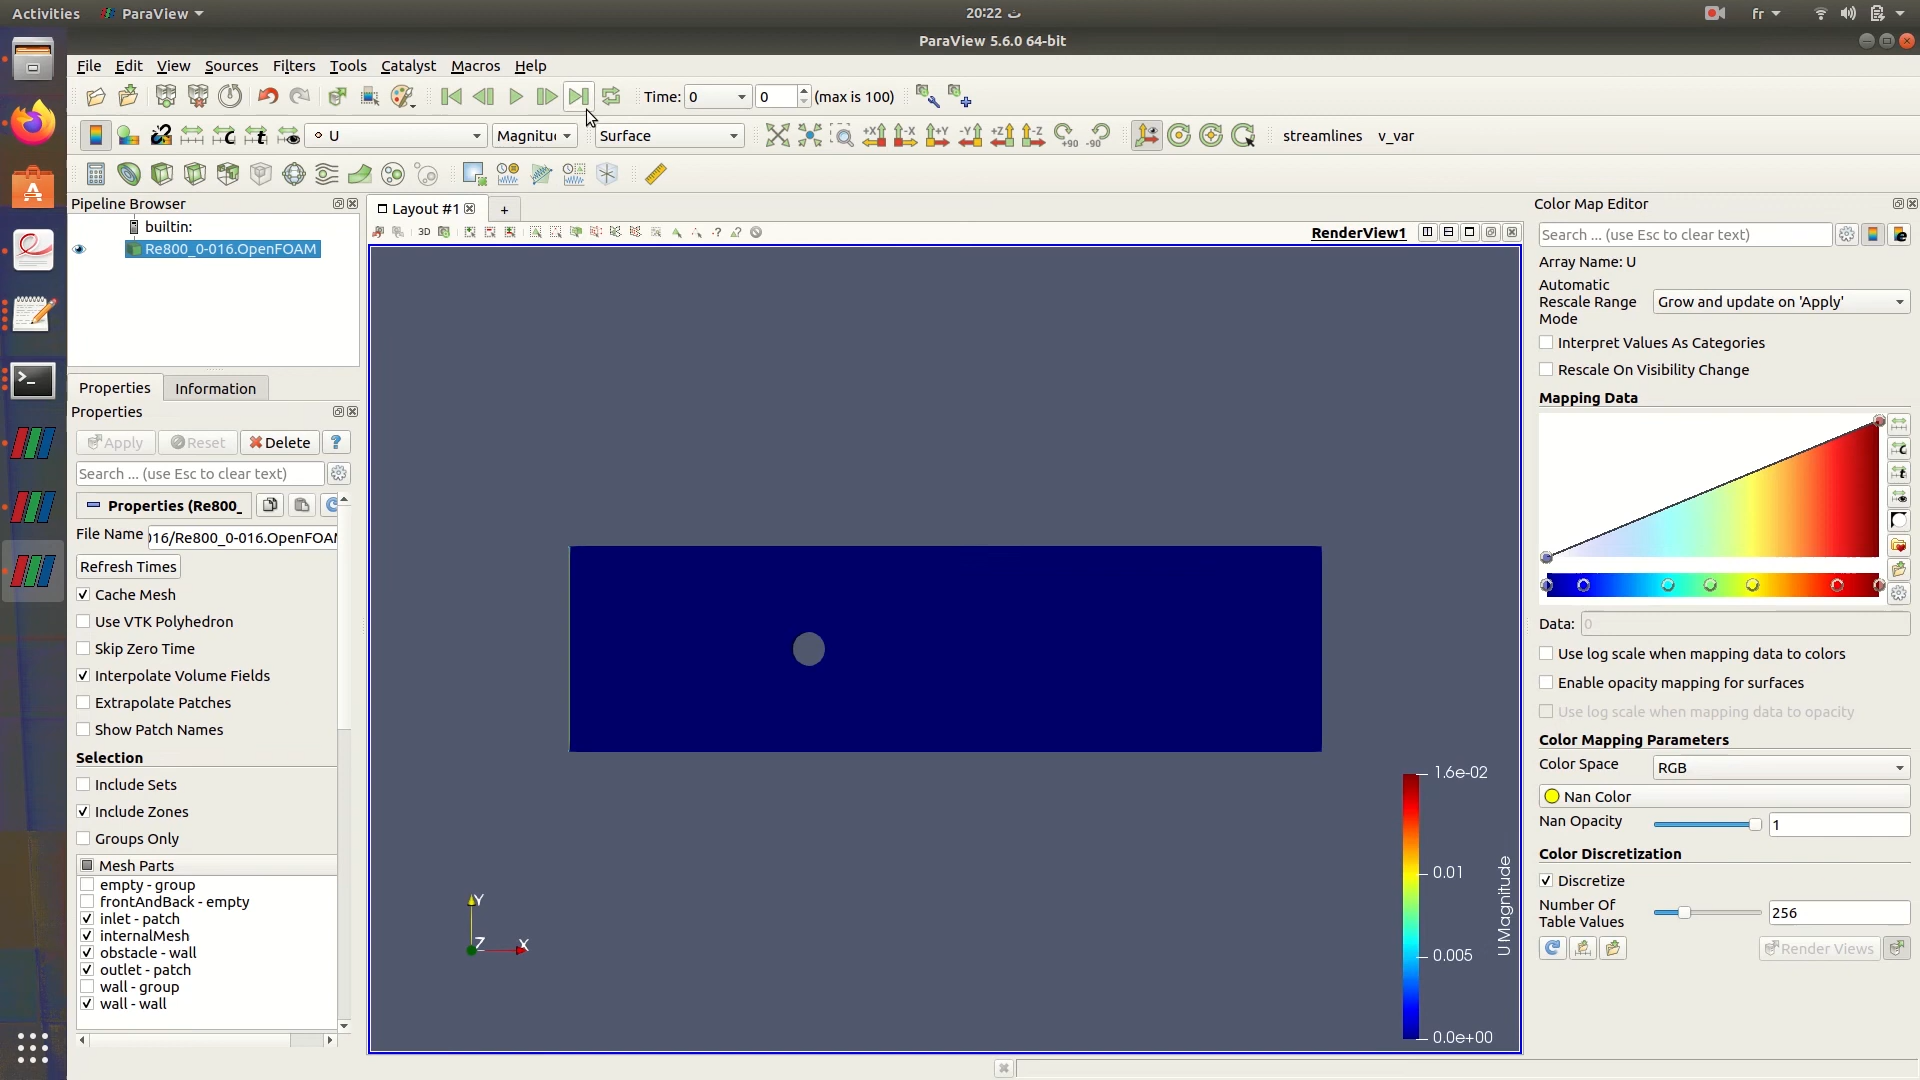 Activities ParaView 20:22 ث fr
ParaView 5.6.0 64-bit
File Edit View Sources Filters Tools Catalyst Macros Help
Time: 0 0 (max is 100)
U Magnitu Surface +X -X +Y -Y +Z -Z +90 -90 streamlines v_var
Pipeline Browser
builtin:
Re800_0-016.OpenFOAM
Layout #1 +
3D RenderView1
Properties Information
Properties
Apply Reset Delete ?
Search ... (use Esc to clear text)
Properties (Re800_
File Name )16/Re800_0-016.OpenFOAM
Refresh Times
Cache Mesh
Use VTK Polyhedron
Skip Zero Time
Interpolate Volume Fields
Extrapolate Patches
Show Patch Names
Selection
Include Sets
Include Zones
Groups Only
Mesh Parts
empty - group
frontAndBack - empty
inlet - patch
internalMesh
obstacle - wall
outlet - patch
wall - group
wall - wall
Y
Z X
1.6e-02
0.01
0.005
0.0e+00
U Magnitude
Color Map Editor
Search ... (use Esc to clear text)
Array Name: U
Automatic
Rescale Range
Mode
Grow and update on 'Apply'
Interpret Values As Categories
Rescale On Visibility Change
Mapping Data
Data: 0
Use log scale when mapping data to colors
Enable opacity mapping for surfaces
Use log scale when mapping data to opacity
Color Mapping Parameters
Color Space RGB
Nan Color
Nan Opacity 1
Color Discretization
Discretize
Number Of
Table Values
256
Render Views